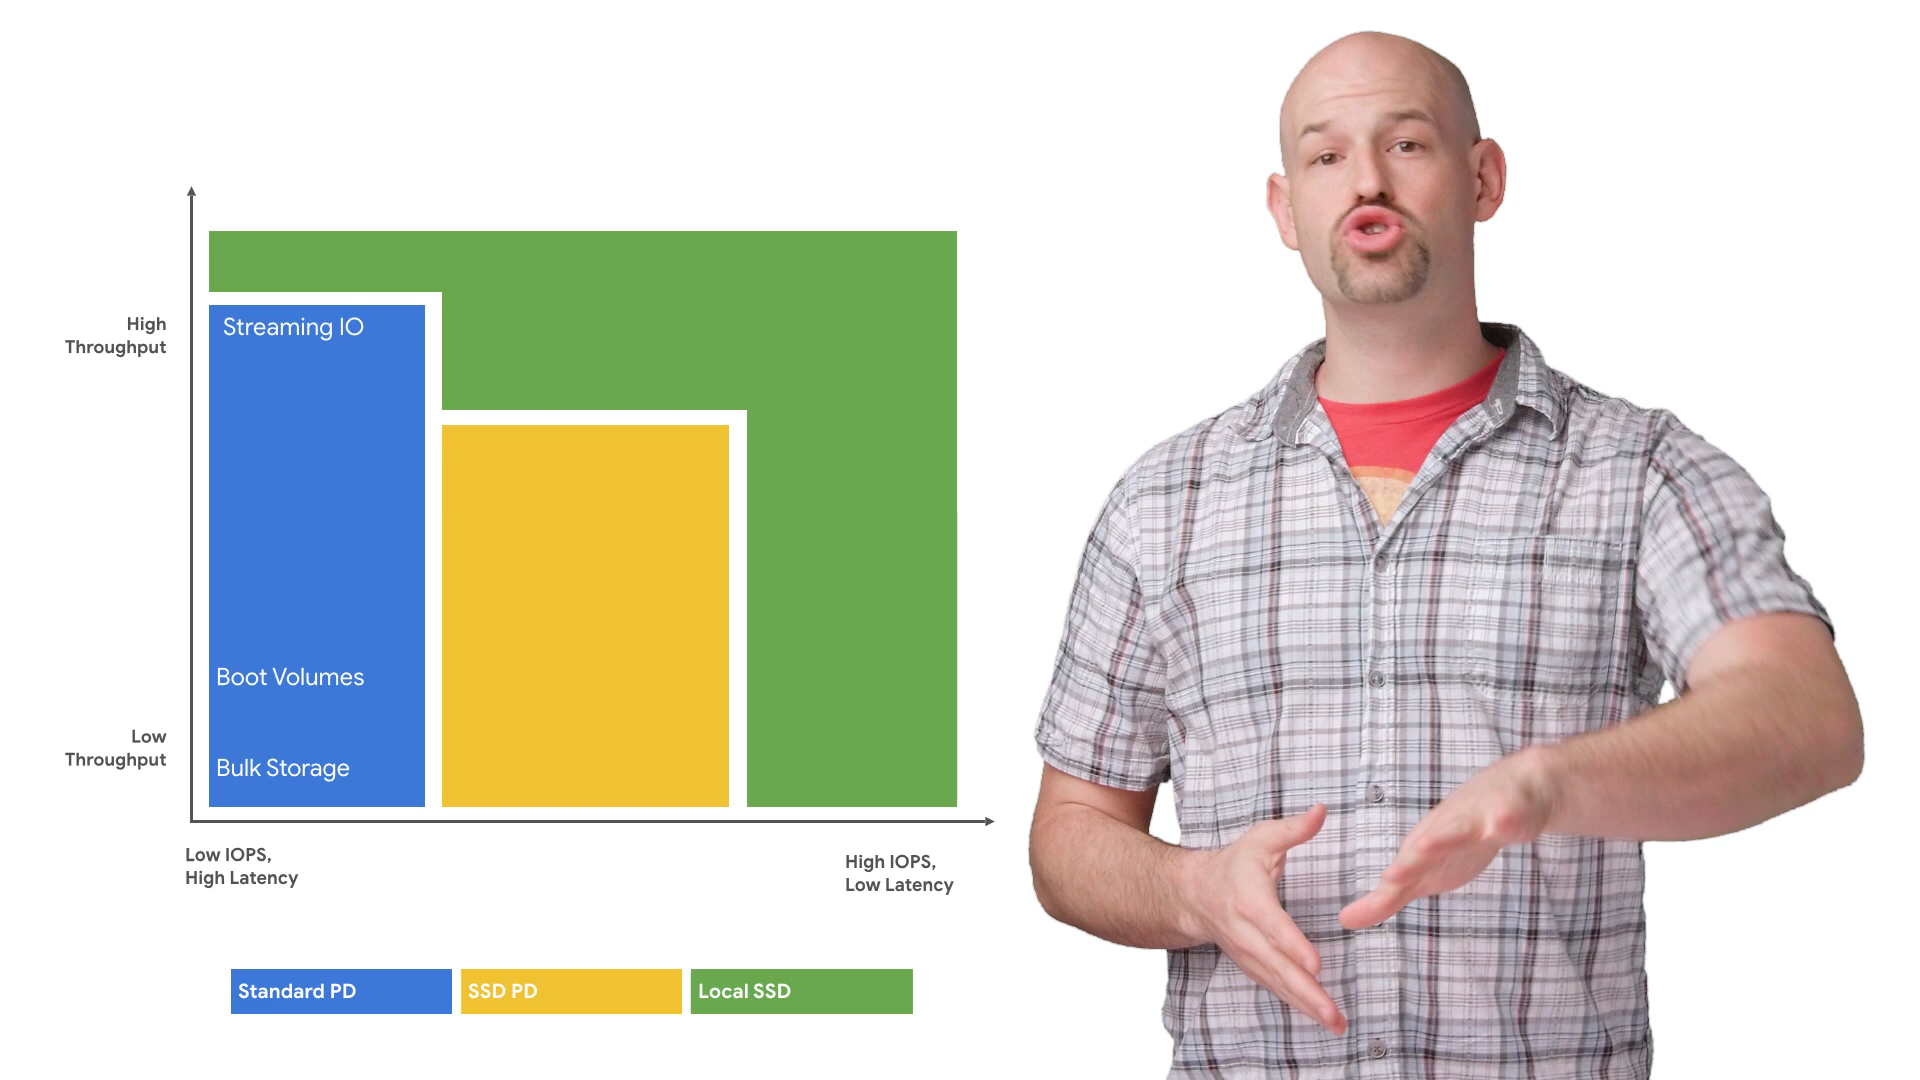 High
Throughput
Streaming IO
Boot Volumes
Low
Throughput
Bulk Storage
Low IOPS,
High Latency
High IOPS,
Low Latency
Standard PD
SSD PD
Local SSD